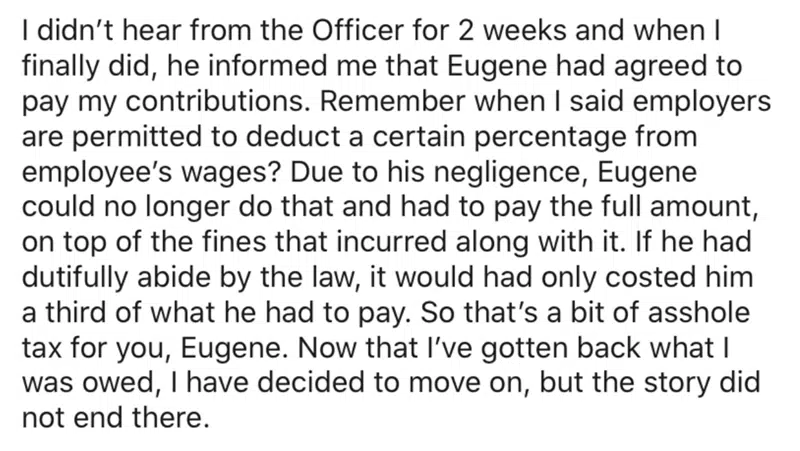 I didn’t hear from the Officer for 2 weeks and when I
finally did, he informed me that Eugene had agreed to
pay my contributions. Remember when I said employers
are permitted to deduct a certain percentage from
employee’s wages? Due to his negligence, Eugene
could no longer do that and had to pay the full amount,
on top of the fines that incurred along with it. If he had
dutifully abide by the law, it would had only costed him
a third of what he had to pay. So that’s a bit of asshole
tax for you, Eugene. Now that I’ve gotten back what I
was owed, I have decided to move on, but the story did
not end there.